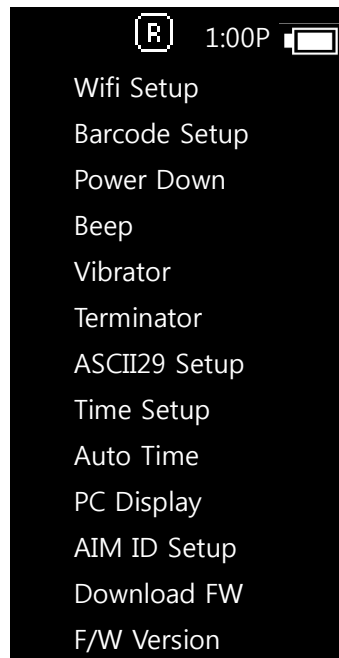 R 1:00P
Wifi Setup
Barcode Setup
Power Down
Beep
Vibrator
Terminator
ASCII29 Setup
Time Setup
Auto Time
PC Display
AIM ID Setup
Download FW
F/W Version